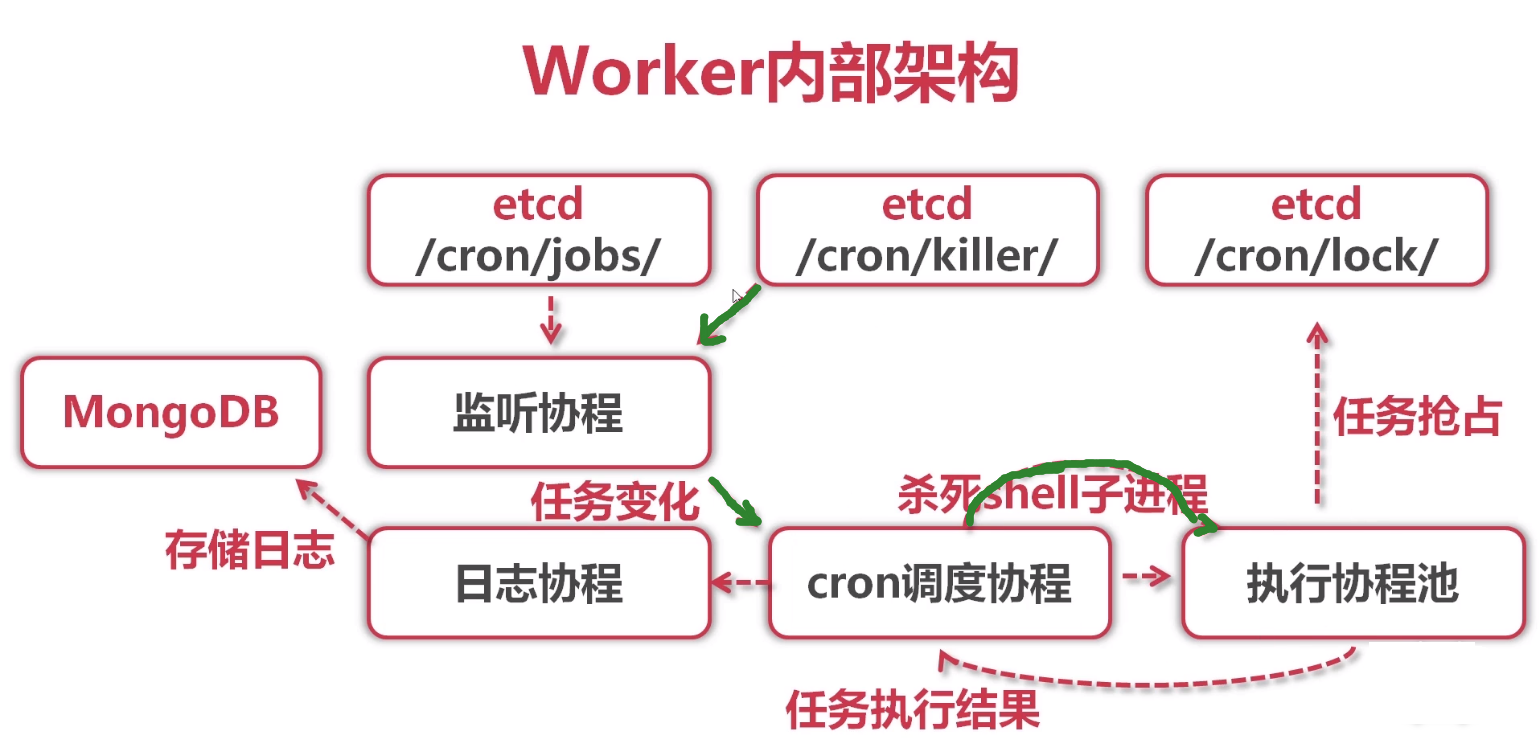 Worker内部架构
etcd
/cron/jobs/
etcd
/cron/killer/
etcd
/cron/lock/
MongoDB
监听协程
任务抢占
任务变化
杀死shell子进程
存储日志
日志协程
cron调度协程
执行协程池
任务执行结果